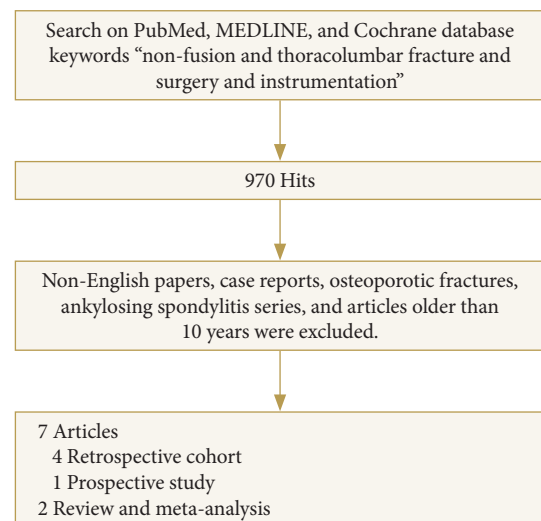 Search on PubMed, MEDLINE, and Cochrane database
keywords “non-fusion and thoracolumbar fracture and
surgery and instrumentation”
970 Hits
Non-English papers, case reports, osteoporotic fractures,
ankylosing spondylitis series, and articles older than
10 years were excluded.
7 Articles
4 Retrospective cohort
1 Prospective study
2 Review and meta-analysis